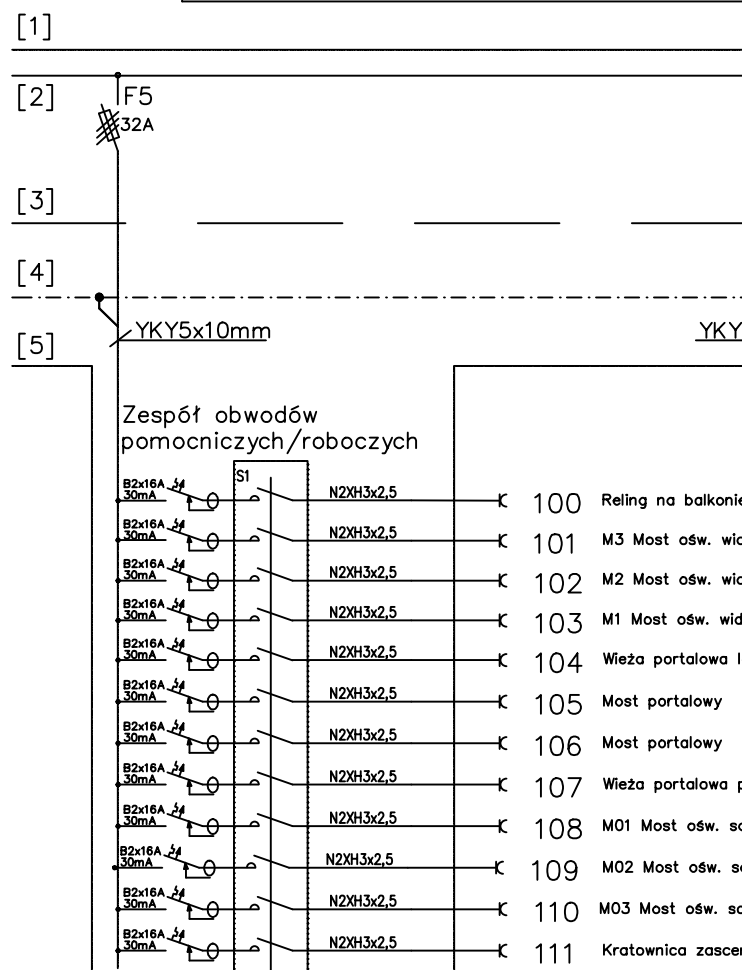 [1]
[2]
F5
32A
[3]
[4]
YKY5x10mm
YKY
[5]
Zespół obwodów
pomocniczych/roboczych
S1
B2x16A
30mA
N2XH3x2,5
100 Reling na balkonie
B2x16A
30mA
N2XH3x2,5
101 M3 Most ośw.
B2x16A
30mA
N2XH3x2,5
102 M2 Most ośw.
B2x16A
30mA
N2XH3x2,5
103 M1 Most ośw. wid
B2x16A
30mA
N2XH3x2,5
104 Wieża portalowa l
B2x16A
30mA
N2XH3x2,5
105 Most portalowy
B2x16A
30mA
N2XH3x2,5
106 Most portalowy
B2x16A
30mA
N2XH3x2,5
107 Wieża portalowa p
B2x16A
30mA
N2XH3x2,5
108 M01 Most ośw.
B2x16A
30mA
N2XH3x2,5
109 M02 Most ośw.
B2x16A
30mA
N2XH3x2,5
110 M03 Most ośw.
B2x16A
30mA
N2XH3x2,5
111 Kratownica zascen